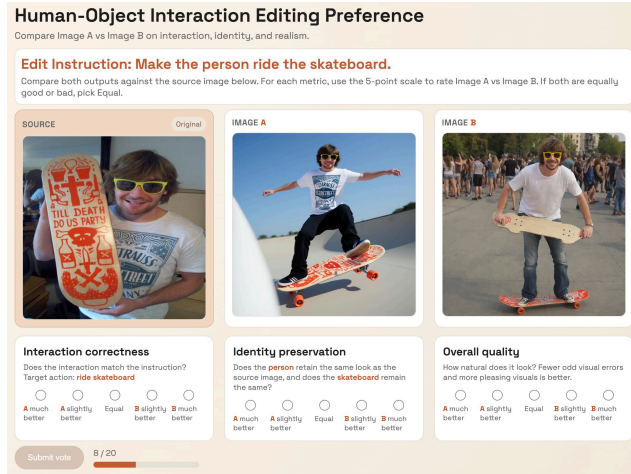 Human-Object Interaction Editing Preference
Compare Image A vs Image B on interaction, identity, and realism.
Edit Instruction: Make the person ride the skateboard.
Compare both outputs against the source image below. For each metric, use the 5-point scale to rate Image A vs Image B. If both are equally
good or bad, pick Equal.
SOURCE
Original
IMAGE A
IMAGE B
TILL DEATH
DO US PARTY
STRAUSS
STREET
Interaction correctness
Does the interaction match the instruction?
Target action: ride skateboard
A much better
A slightly better
Equal
B slightly better
B much better
Identity preservation
Does the person retain the same look as the
source image, and does the skateboard remain
the same?
A much better
A slightly better
Equal
B slightly better
B much better
Overall quality
How natural does it look? Fewer odd visual errors
and more pleasing visuals is better.
A much better
A slightly better
Equal
B slightly better
B much better
Submit vote
8 / 20